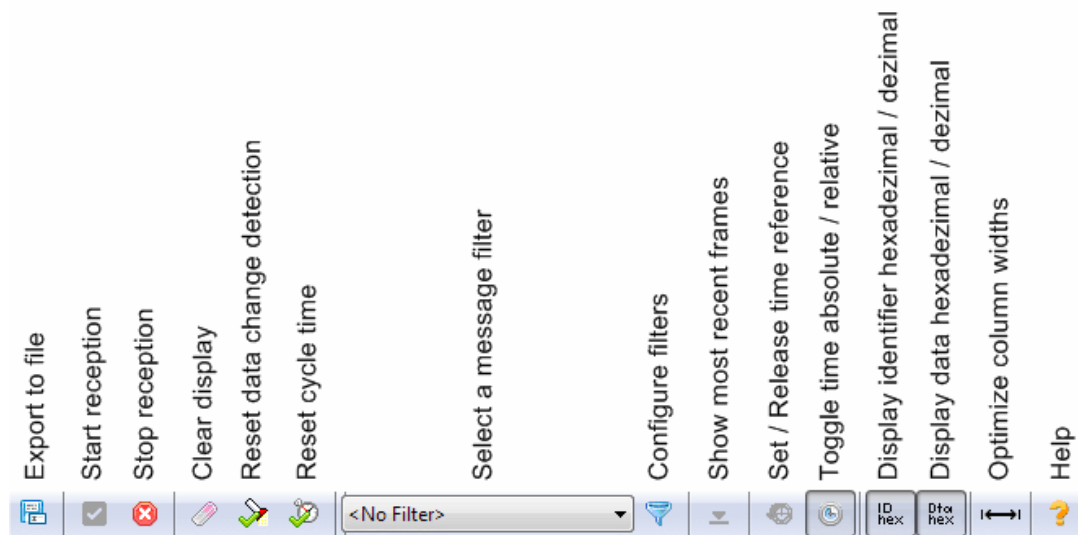 Export to file
Start reception
Stop reception
Clear display
Reset data change detection
Reset cycle time
Select a message filter
Configure filters
Show most recent frames
Set / Release time reference
Toggle time absolute / relative
Display identifier hexadezimal / dezimal
Display data hexadezimal / dezimal
Optimize column widths
Help
<No Filter>
ID
hex
Dta
hex